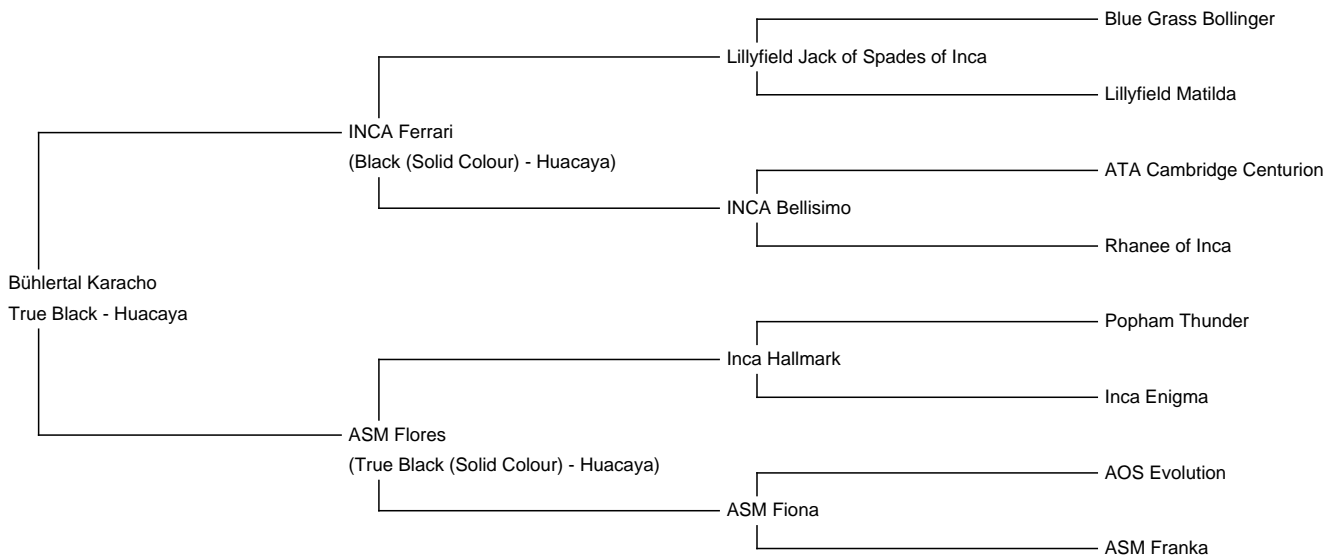 Blue Grass Bollinger
Lillyfield Jack of Spades of Inca
Lillyfield Matilda
INCA Ferrari
(Black (Solid Colour) - Huacaya)
ATA Cambridge Centurion
INCA Bellisimo
Rhanee of Inca
Bühlertal Karacho
True Black - Huacaya
Popham Thunder
Inca Hallmark
Inca Enigma
ASM Flores
(True Black (Solid Colour) - Huacaya)
AOS Evolution
ASM Fiona
ASM Franka